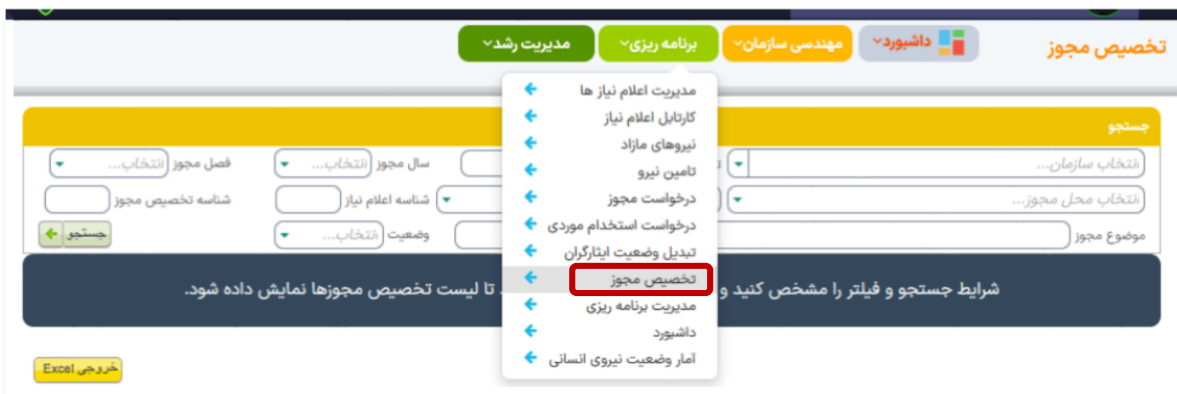 تخصیص مجوز
داشبورد
مهندسی سازمان
برنامه ریزی
مدیریت رشد
مدیریت اعلام نیاز ها
کارتابل اعلام نیاز
نیروهای مازاد
تامین نیرو
درخواست مجوز
درخواست استخدام موردی
تبدیل وضعیت ایثارگران
تخصیص مجوز
مدیریت برنامه ریزی
داشبورد
آمار وضعیت نیروی انسانی
جستجو
انتخاب سازمان...
سال مجوز انتخاب...
فصل مجوز انتخاب...
انتخاب محل مجوز...
شناسه اعلام نیاز
شناسه تخصیص مجوز
موضوع مجوز
وضعیت انتخاب...
جستجو
شرایط جستجو و فیلتر را مشخص کنید و
تا لیست تخصیص مجوزها نمایش داده شود.
خروجی Excel